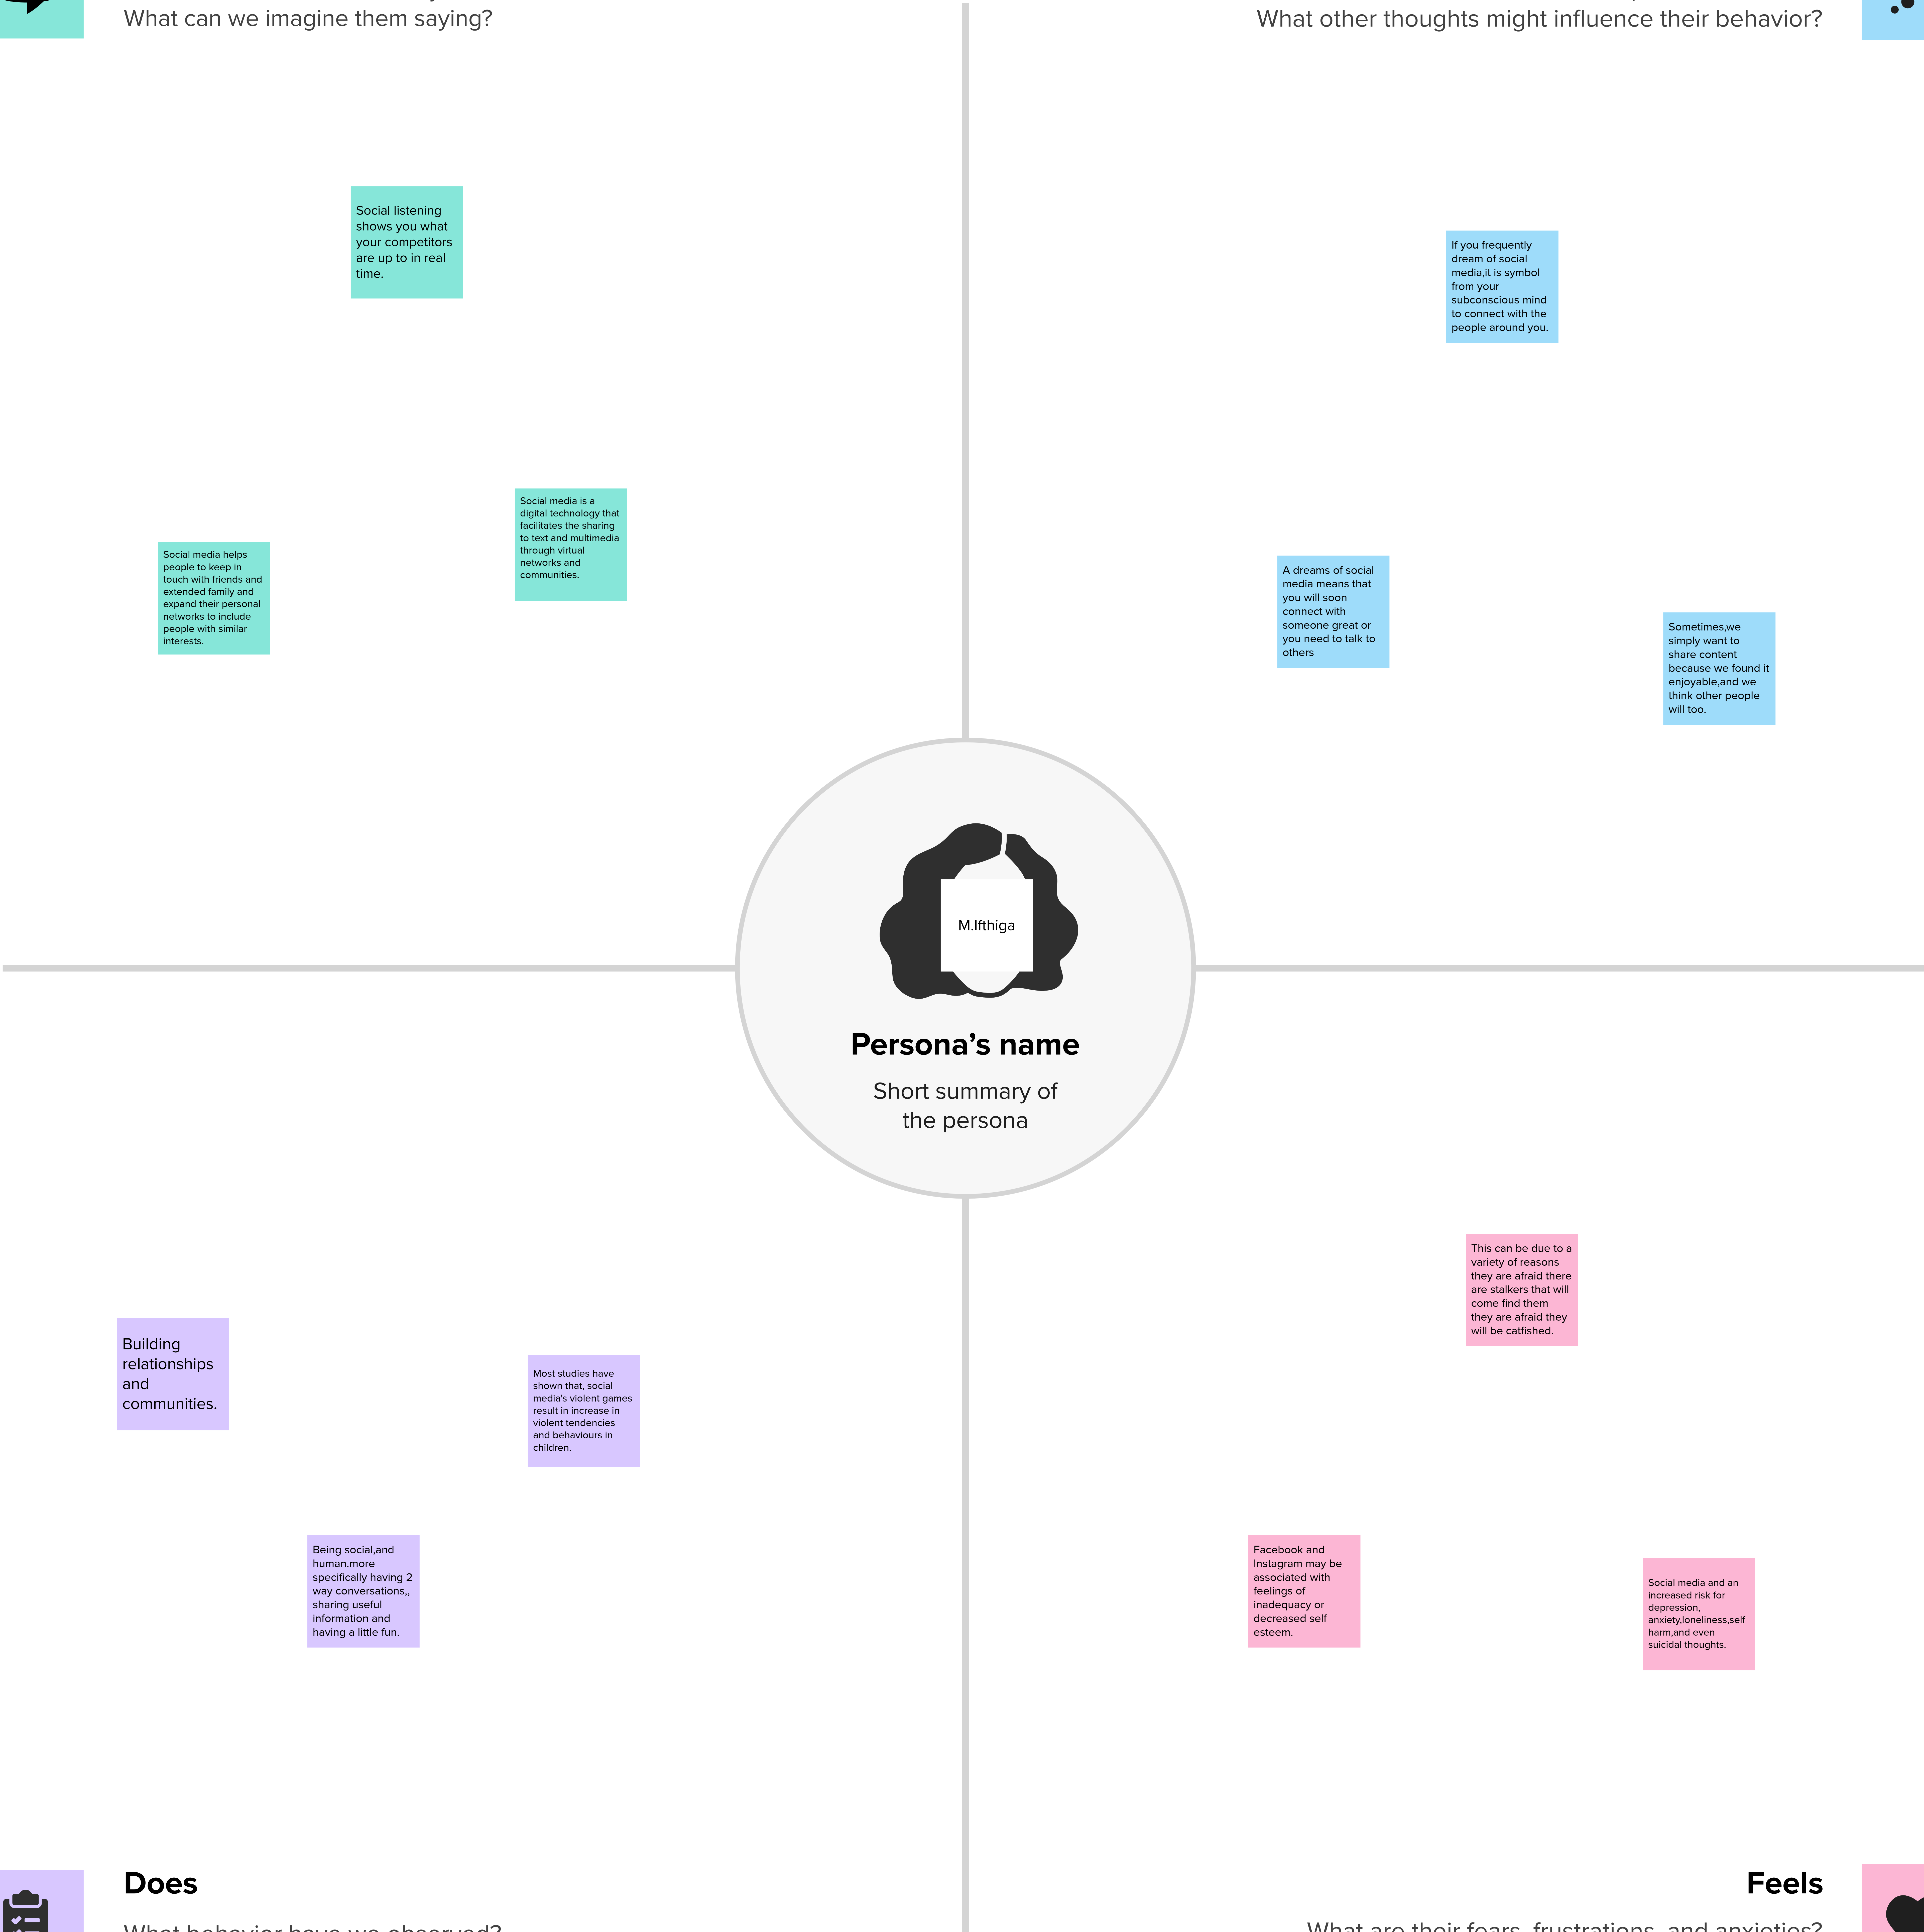 What can we imagine them saying?
What other thoughts might influence their behavior?
Social listening
shows you what
your competitors
are up to in real
time.
If you frequently
dream of social
media,it is symbol
from your
subconscious mind
to connect with the
people around you.
Social media helps
people to keep in
touch with friends and
extended family and
expand their personal
networks to include
people with similar
interests.
Social media is a
digital technology that
facilitates the sharing
to text and multimedia
through virtual
networks and
communities.
A dreams of social
media means that
you will soon
connect with
someone great or
you need to talk to
others
Sometimes,we
simply want to
share content
because we found it
enjoyable,and we
think other people
will too.
M.Ifthiga
Persona’s name
Short summary of
the persona
Building
relationships
and
communities.
Most studies have
shown that, social
media's violent games
result in increase in
violent tendencies
and behaviours in
children.
Being social,and
human.more
specifically having 2
way conversations,,
sharing useful
information and
having a little fun.
This can be due to a
variety of reasons
they are afraid there
are stalkers that will
come find them
they are afraid they
will be catfished.
Facebook and
Instagram may be
associated with
feelings of
inadequacy or
decreased self
esteem.
Social media and an
increased risk for
depression,
anxiety,loneliness,self
harm,and even
suicidal thoughts.
Does
What behavior have we observed?
Feels
What are their fears, frustrations, and anxieties?